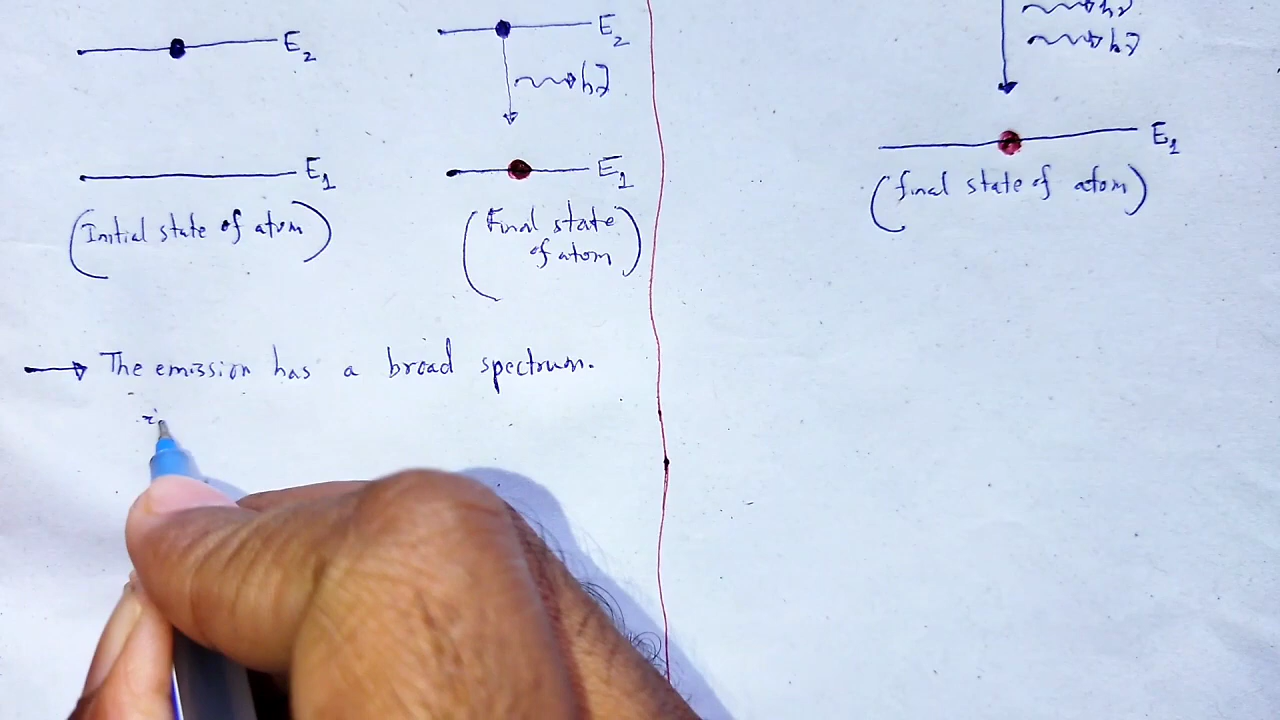 E₂
E₂
hν
E₁
E₁
(Initial state of atom)
(Final state
of atom)
→ The emission has a broad spectrum.
hν
hν
E₁
(final state of atom)